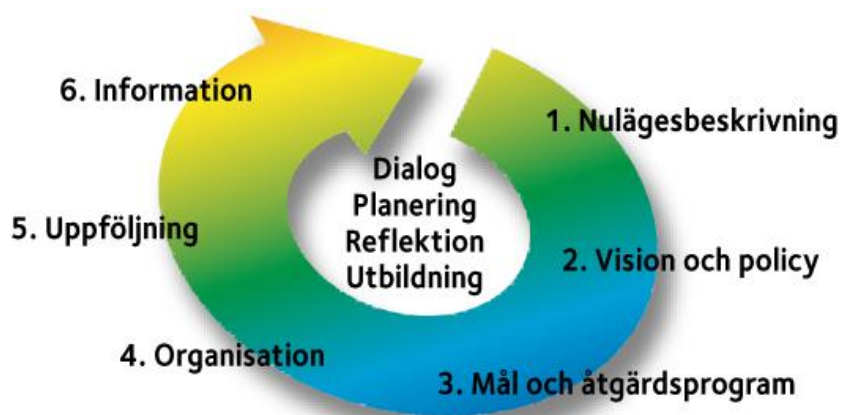 1. Nulägesbeskrivning
2. Vision och policy
3. Mål och åtgärdsprogram
4. Organisation
5. Uppföljning
6. Information
Dialog
Planering
Reflektion
Utbildning